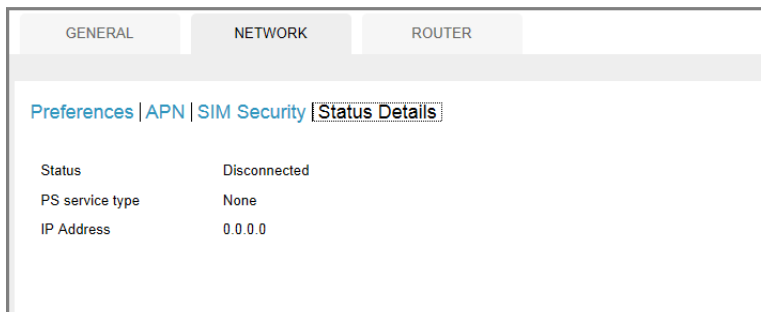 GENERAL NETWORK ROUTER
Preferences | APN | SIM Security | Status Details
Status Disconnected
PS service type None
IP Address 0.0.0.0